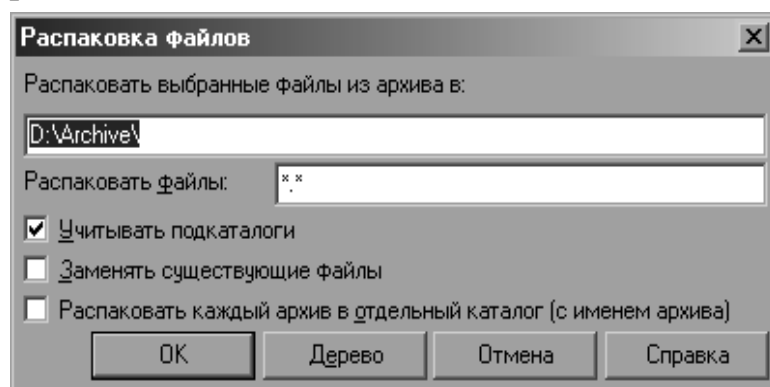 Распаковка файлов
Распаковать выбранные файлы из архива в:
D:\Archive\
Распаковать файлы: *.*
Учитывать подкаталоги
Заменять существующие файлы
Распаковать каждый архив в отдельный каталог (с именем архива)
OK Дерево Отмена Справка